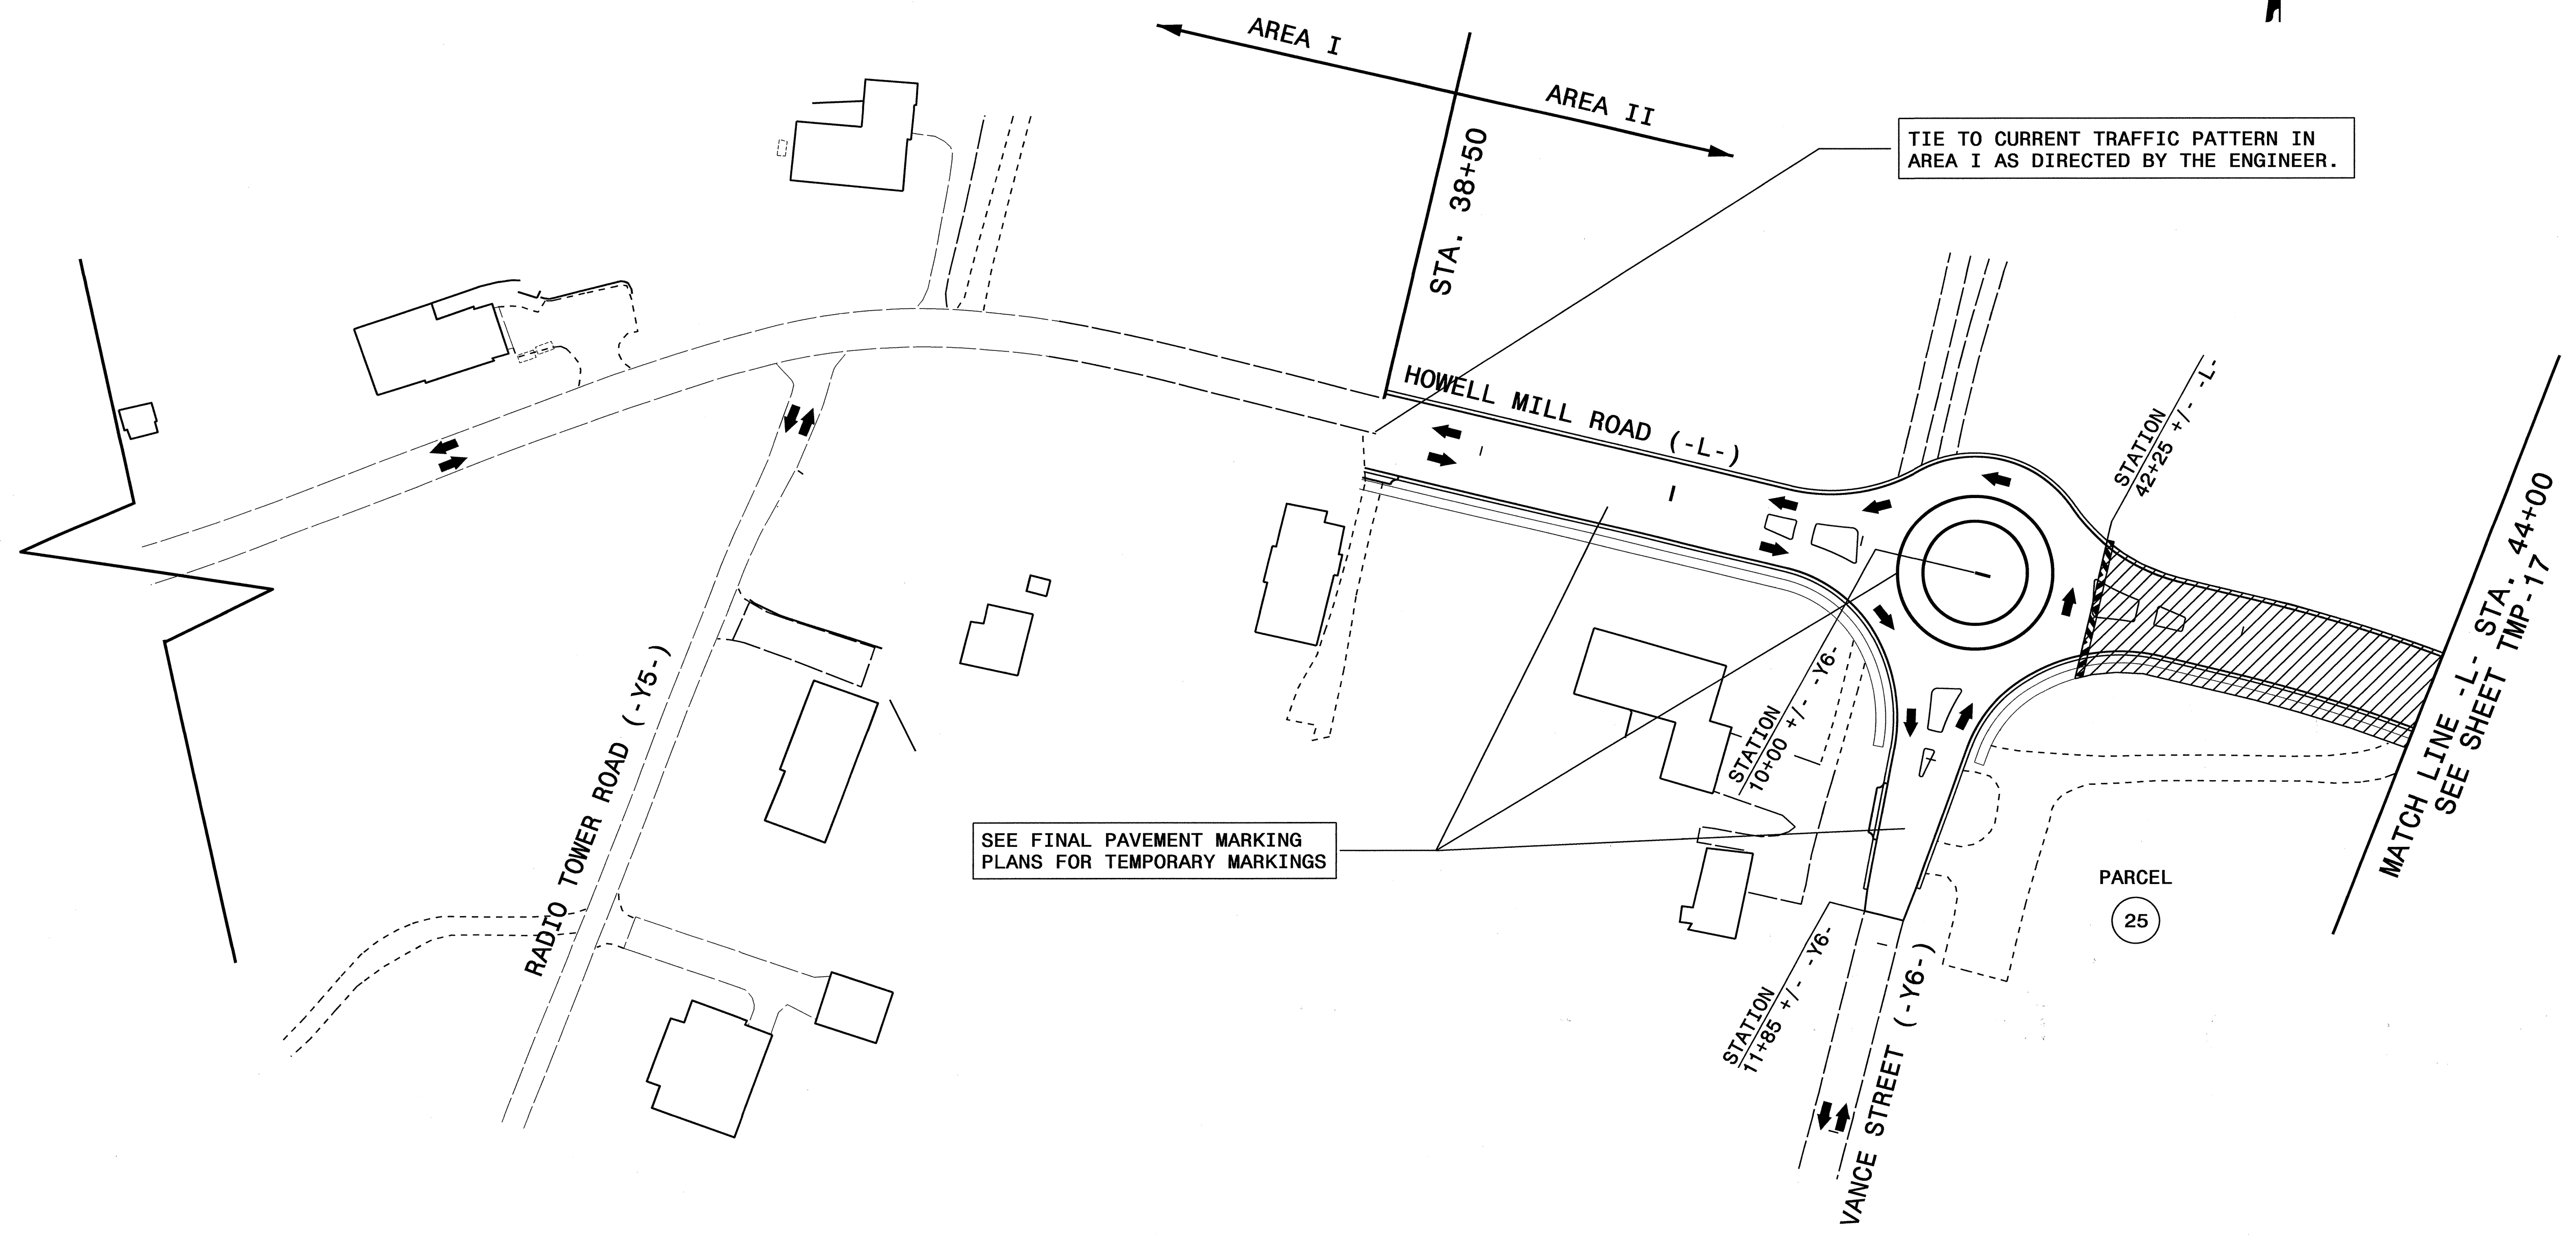 AREA I
AREA II
STA. 38+50
TIE TO CURRENT TRAFFIC PATTERN IN
AREA I AS DIRECTED BY THE ENGINEER.
HOWELL MILL ROAD (-L-)
STATION
42+25 +/- -L-
MATCH LINE -L- STA. 44+00
SEE SHEET TMP-17
RADIO TOWER ROAD (-Y5-)
STATION
10+00 +/- -Y6-
SEE FINAL PAVEMENT MARKING
PLANS FOR TEMPORARY MARKINGS
PARCEL
25
STATION
11+85 +/- -Y6-
VANCE STREET (-Y6-)